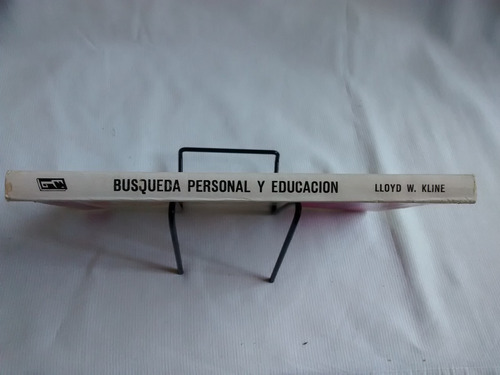 BUSQUEDA PERSONAL Y EDUCACION LLOYD W. KLINE